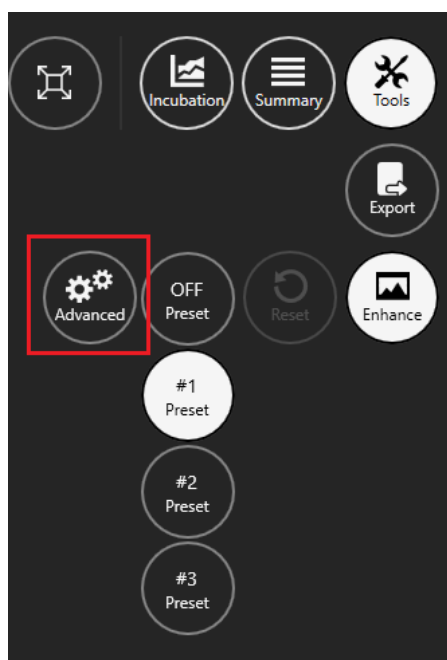 Incubation
Summary
Tools
Export
Advanced
OFF
Preset
Reset
Enhance
#1
Preset
#2
Preset
#3
Preset